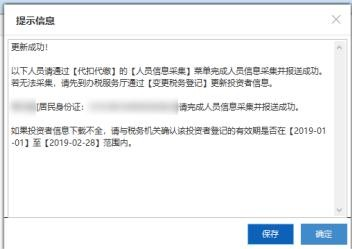 提示信息
更新成功！
以下人员请通过【代扣代缴】的【人员信息采集】菜单完成人员信息采集并报送成功。
若无法采集，请先到办税服务厅通过【变更税务登记】更新投资者信息。
[居民身份证：请完成人员信息采集并报送成功。
如果投资者信息下载不全，请与税务机关确认该投资者登记的有效期是否在【2019-01
-01】至【2019-02-28】范围内。
保存
确定